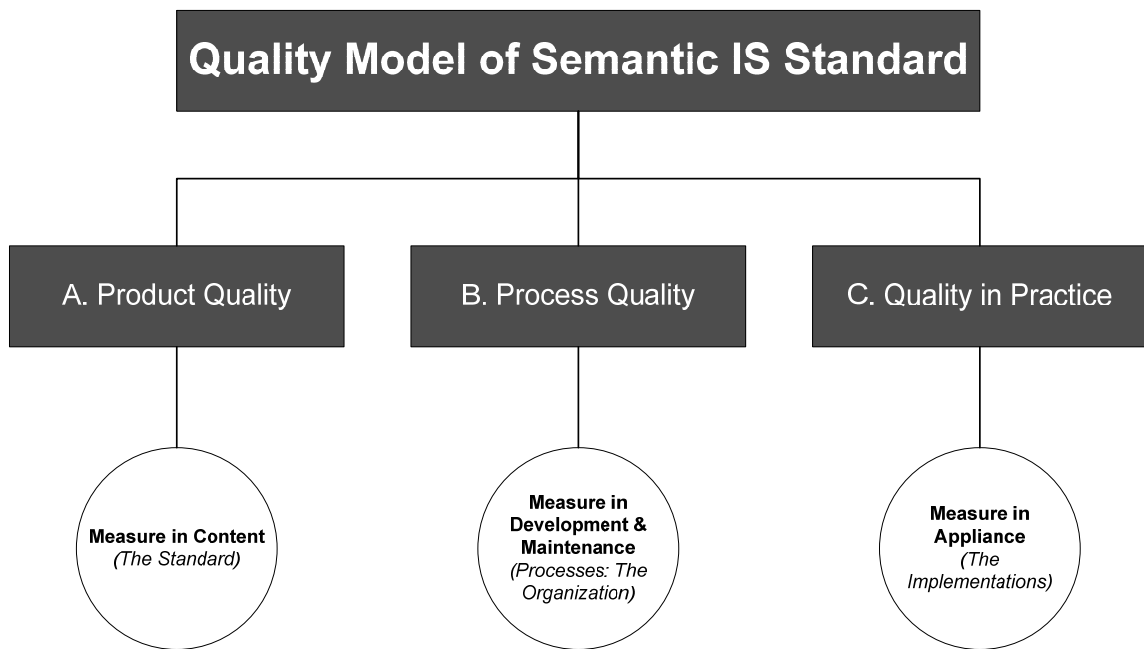 Quality Model of Semantic IS Standard
A. Product Quality
B. Process Quality
C. Quality in Practice
Measure in Content
(The Standard)
Measure in
Development &
Maintenance
(Processes: The
Organization)
Measure in
Appliance
(The
Implementations)